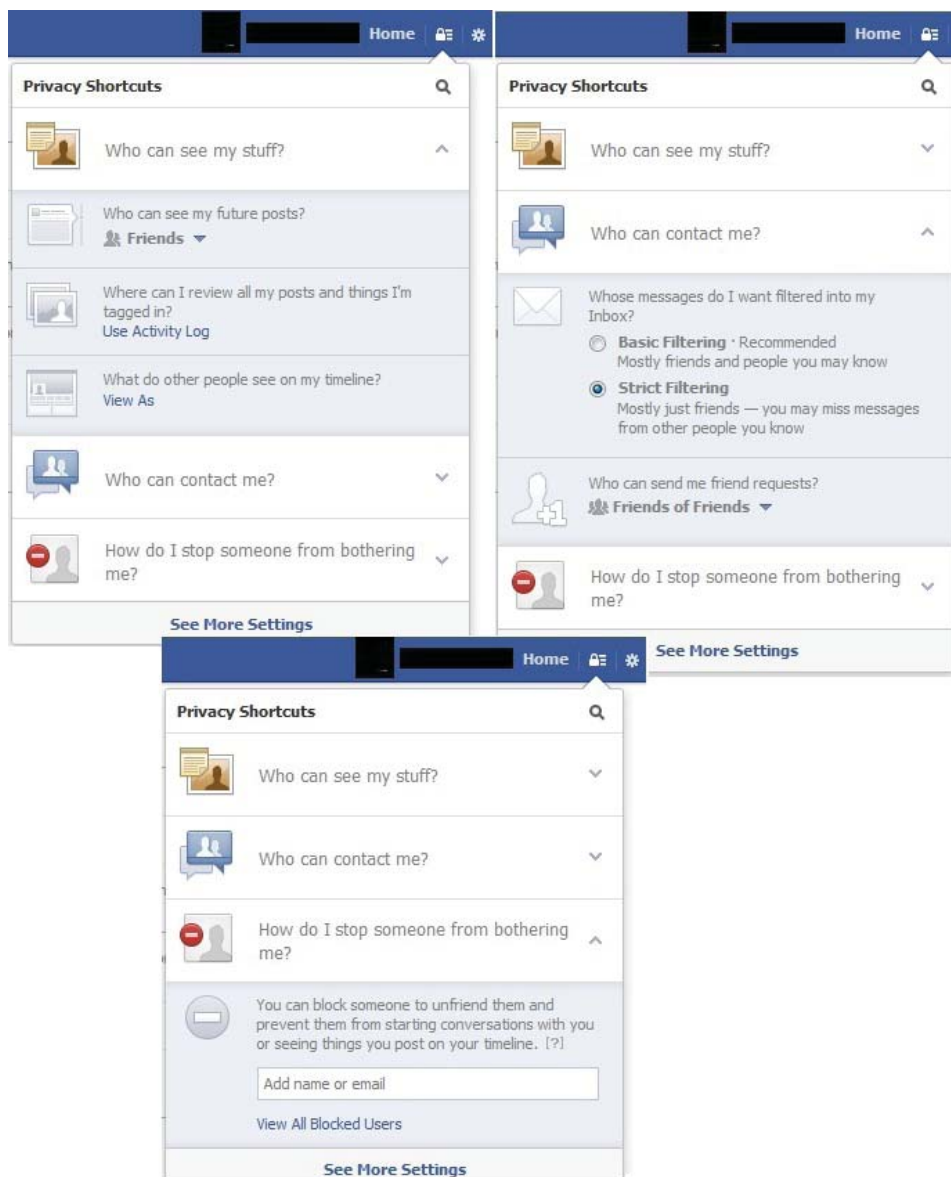 Home
Privacy Shortcuts
Who can see my stuff?
Who can see my future posts?
Friends
Where can I review all my posts and things I'm
tagged in?
Use Activity Log
What do other people see on my timeline?
View As
Who can contact me?
How do I stop someone from bothering
me?
See More Settings
Home
Privacy Shortcuts
Who can see my stuff?
Who can contact me?
Whose messages do I want filtered into my
Inbox?
Basic Filtering · Recommended
Mostly friends and people you may know
Strict Filtering
Mostly just friends — you may miss messages
from other people you know
Who can send me friend requests?
+1
Friends of Friends
How do I stop someone from bothering
me?
See More Settings
Home
Privacy Shortcuts
Who can see my stuff?
Who can contact me?
How do I stop someone from bothering
me?
You can block someone to unfriend them and
prevent them from starting conversations with you
or seeing things you post on your timeline. [?]
Add name or email
View All Blocked Users
See More Settings